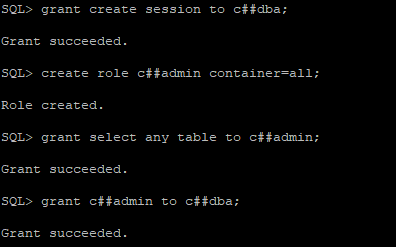 SQL> grant create session to c##dba;
Grant succeeded.
SQL> create role c##admin container=all;
Role created.
SQL> grant select any table to c##admin;
Grant succeeded.
SQL> grant c##admin to c##dba;
Grant succeeded.